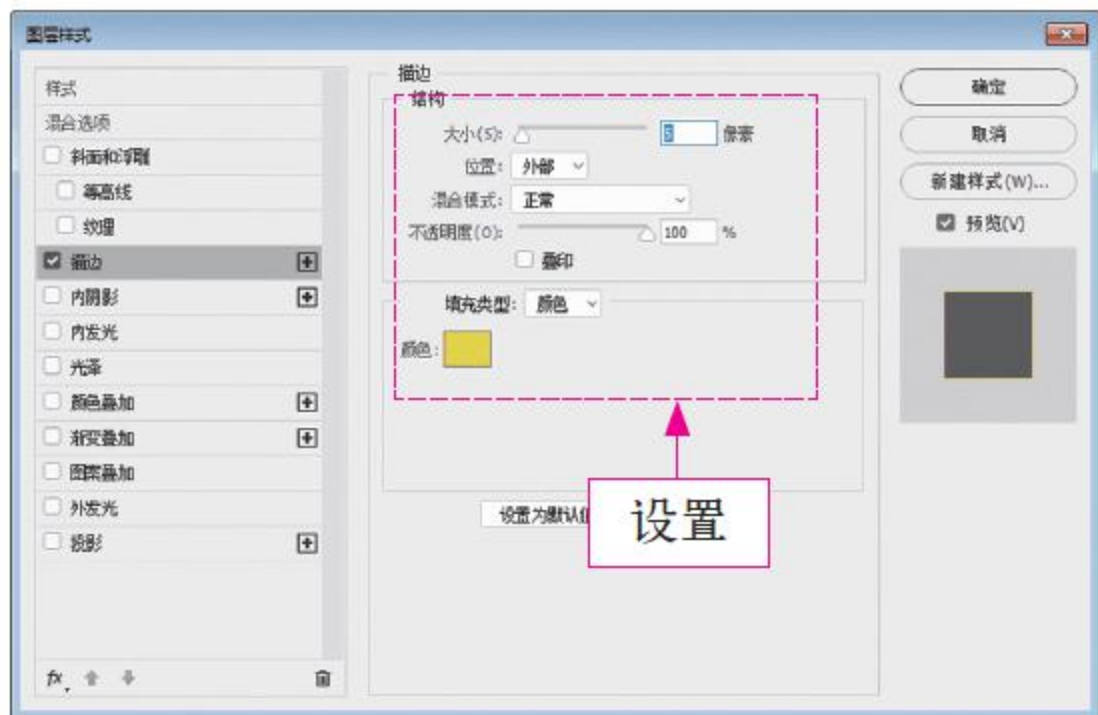 图层样式
样式
混合选项
斜面和浮雕
等高线
纹理
描边
内阴影
内发光
光泽
颜色叠加
渐变叠加
图案叠加
外发光
投影
fx
描边
结构
大小(S): 5 像素
位置: 外部
混合模式: 正常
不透明度(O): 100 %
叠印
填充类型: 颜色
颜色:
设置为默认值
设置
确定
取消
新建样式(W)...
预览(V)